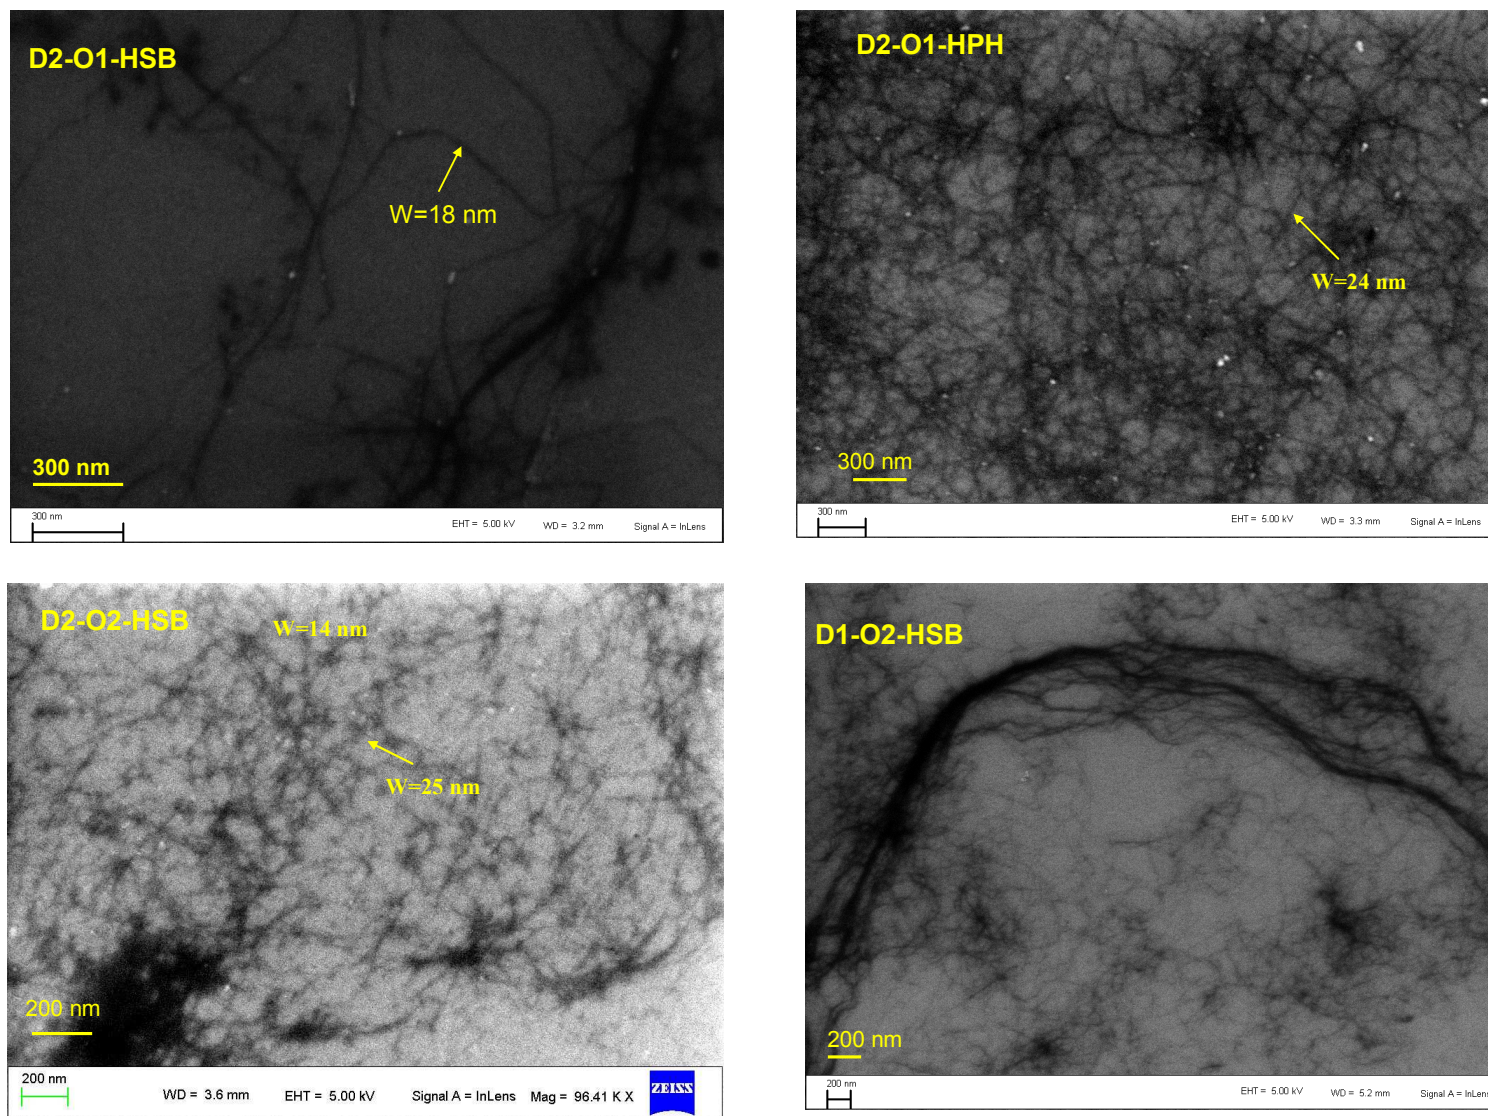 D2-O1-HSB
W=18 nm
300 nm
300 nm EHT = 5.00 kV WD = 3.2 mm Signal A = InLens
D2-O1-HPH
W=24 nm
300 nm
300 nm EHT = 5.00 kV WD = 3.3 mm Signal A = InLens
D2-O2-HSB
W=14 nm
W=25 nm
200 nm
200 nm WD = 3.6 mm EHT = 5.00 kV Signal A = InLens Mag = 96.41 K X ZEISS
D1-O2-HSB
200 nm
200 nm EHT = 5.00 kV WD = 5.2 mm Signal A = InLens